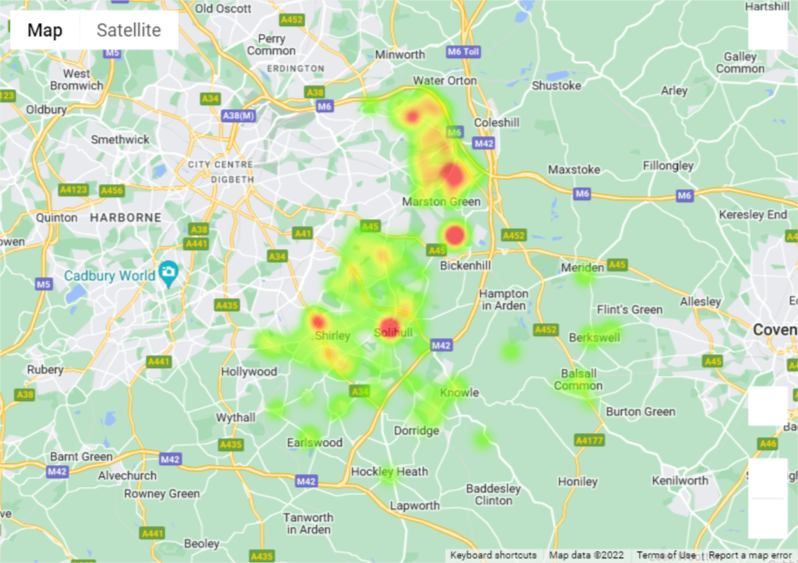 Hartshill
Old Oscott
A452
Map Satellite
Perry
Common
M5
Minworth
M6 Toll
Galley
Common
ERDINGTON
West
Bromwich
Water Orton
Shustoke
Arley
A38
A34
M6
123
Oldbury
A38(M)
Coleshill
M6
Smethwick
M42
CITY CENTRE
Maxstoke
Fillongley
DIGBETH
A4123 A456
M6
M6
Marston Green
Quinton
HARBORNE
Keresley End
A38
A45
A41
A452
A441
owen
A45
A34
Bickenhill
Cadbury World
Meriden
A45
M5
Hampton
in Arden
A435
Allesley
Flint's Green
Shirley
Solihull
A452
Coven
Berkswell
M42
A441
A45
Rubery
Hollywood
Balsall
Common
A38
A34
Knowle
Wythall
Burton Green
Dorridge
A435
Earlswood
A4177
A46
Barnt Green
M42
M42
Hockley Heath
Alvechurch
M42
Honiley
Kenilworth
Rowney Green
Baddesley
Clinton
Lapworth
Tanworth
in Arden
A441
Beoley
A435
Keyboard shortcuts Map data ©2022 Terms of Use Report a map error